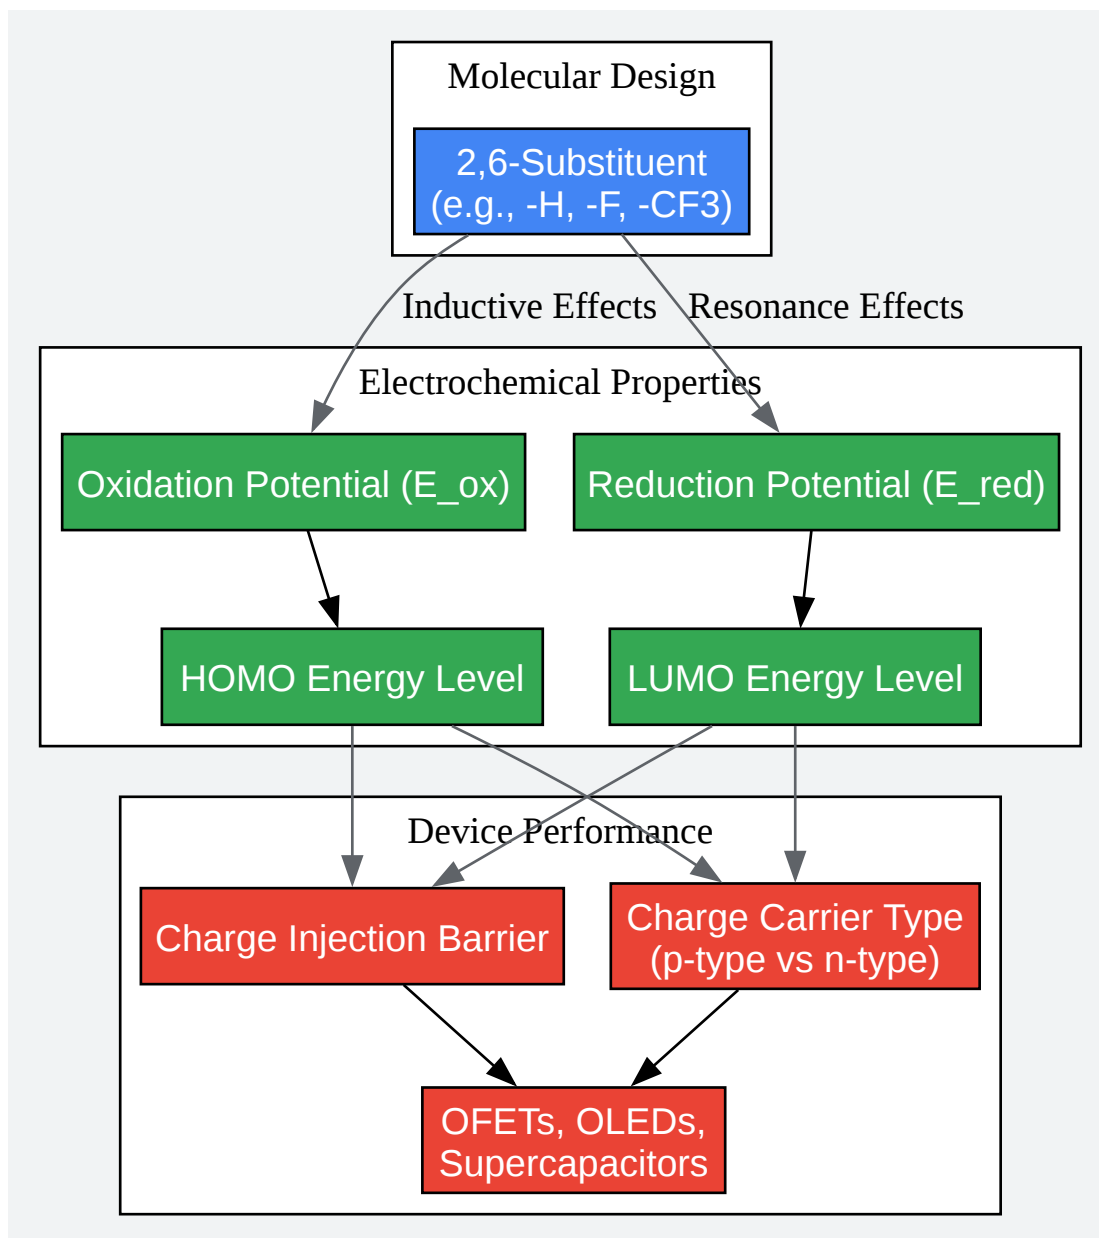 Molecular Design
2,6-Substituent
(e.g., -H, -F, -CF3)
Inductive Effects
Resonance Effects
Electrochemical Properties
Oxidation Potential (E_ox)
Reduction Potential (E_red)
HOMO Energy Level
LUMO Energy Level
Device Performance
Charge Injection Barrier
Charge Carrier Type
(p-type vs n-type)
OFETs, OLEDs,
Supercapacitors